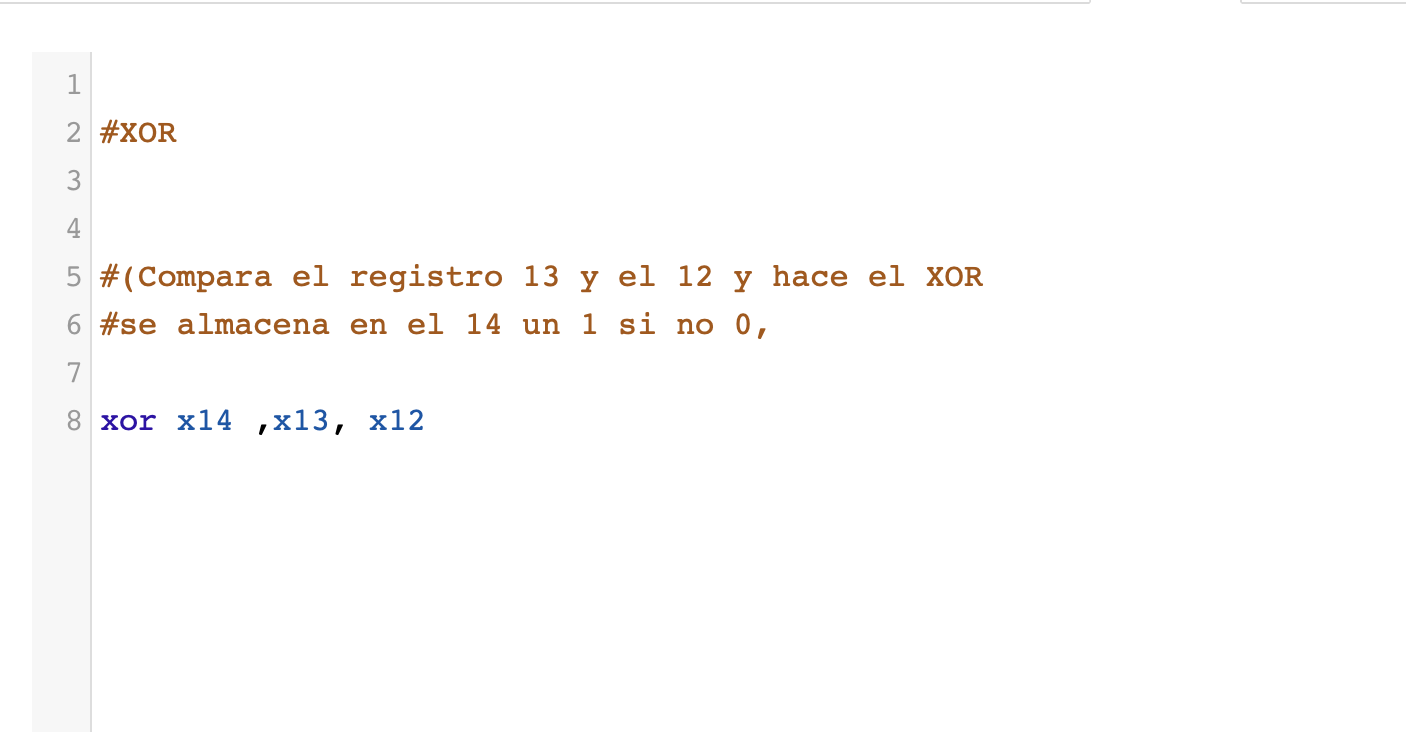 1
2 #XOR
3
4
5 #(Compara el registro 13 y el 12 y hace el XOR
6 #se almacena en el 14 un 1 si no 0,
7
8 xor x14 ,x13, x12